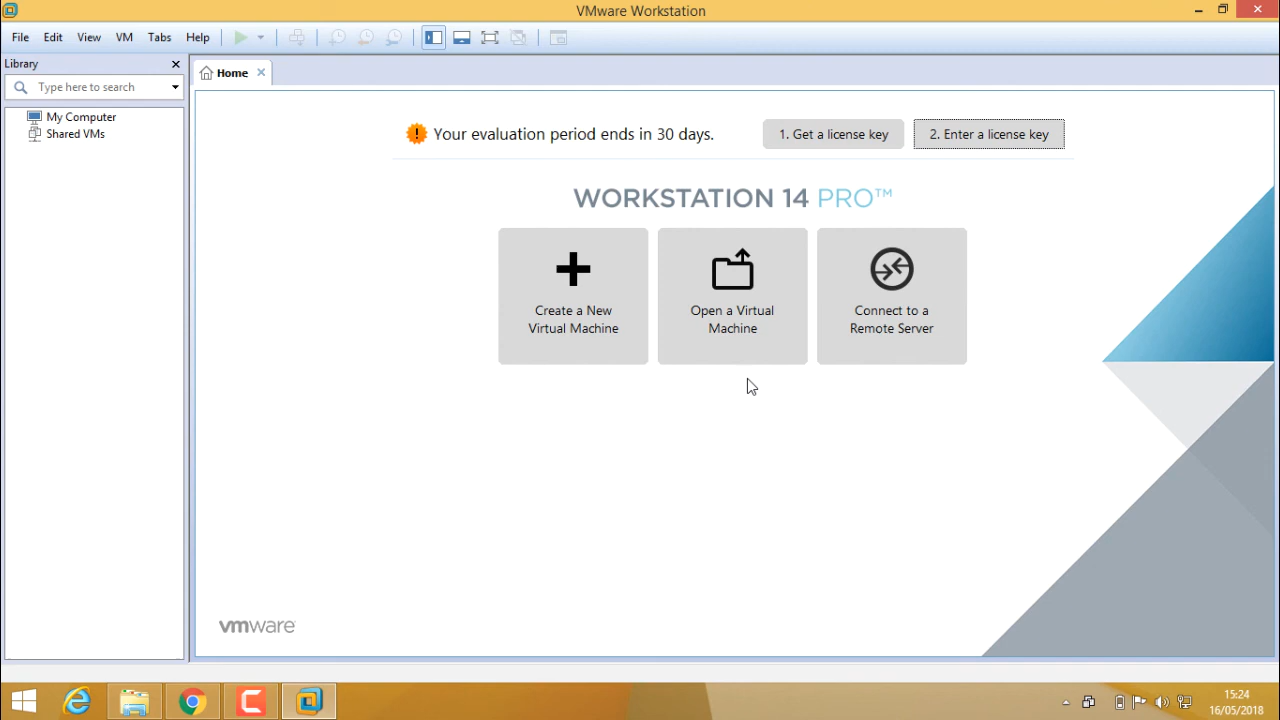 VMware Workstation
File Edit View VM Tabs Help
Library
Type here to search
My Computer
Shared VMs
Home
Your evaluation period ends in 30 days.
1. Get a license key
2. Enter a license key
WORKSTATION 14 PRO™
Create a New
Virtual Machine
Open a Virtual
Machine
Connect to a
Remote Server
vmware
15:24
16/05/2018